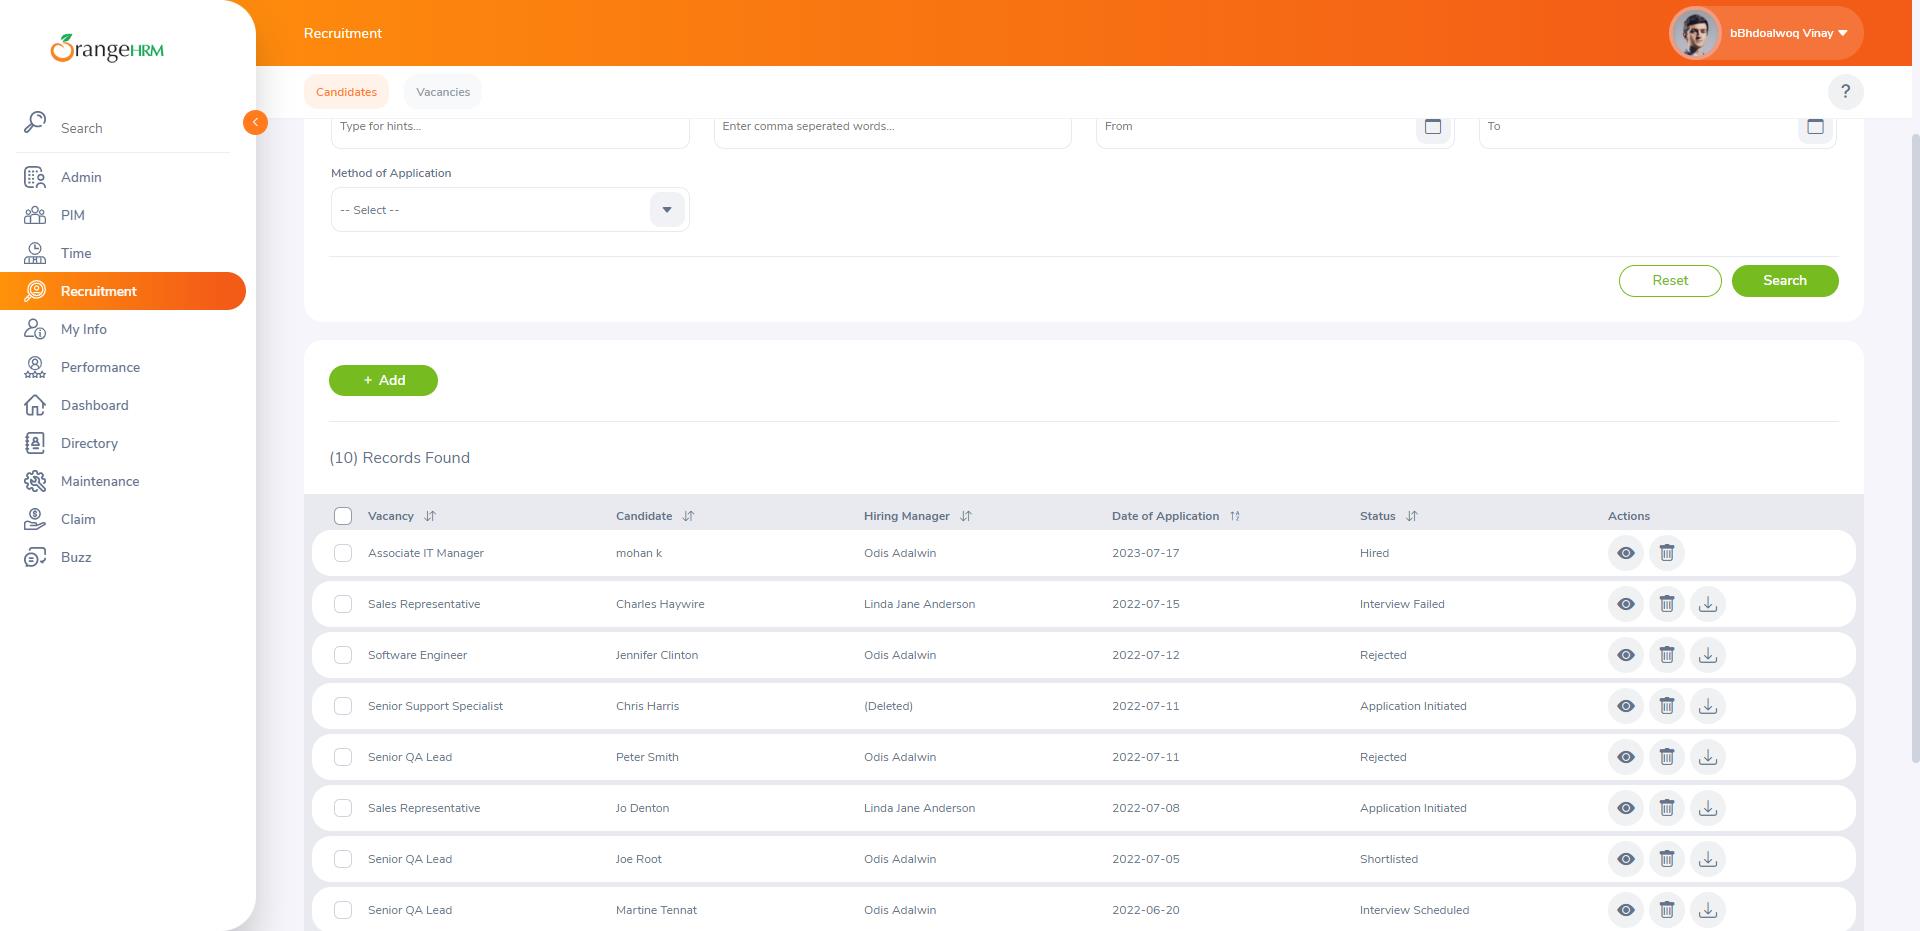 OrangeHRM
Recruitment
bBhdoalwoq Vinay
Candidates
Vacancies
?
Search
Admin
PIM
Time
Recruitment
My Info
Performance
Dashboard
Directory
Maintenance
Claim
Buzz
Type for hints...
Enter comma seperated words...
From
To
Method of Application
-- Select --
Reset
Search
+ Add
(10) Records Found
Vacancy Candidate Hiring Manager Date of Application Status Actions
Associate IT Manager mohan k Odis Adalwin 2023-07-17 Hired
Sales Representative Charles Haywire Linda Jane Anderson 2022-07-15 Interview Failed
Software Engineer Jennifer Clinton Odis Adalwin 2022-07-12 Rejected
Senior Support Specialist Chris Harris (Deleted) 2022-07-11 Application Initiated
Senior QA Lead Peter Smith Odis Adalwin 2022-07-11 Rejected
Sales Representative Jo Denton Linda Jane Anderson 2022-07-08 Application Initiated
Senior QA Lead Joe Root Odis Adalwin 2022-07-05 Shortlisted
Senior QA Lead Martine Tennat Odis Adalwin 2022-06-20 Interview Scheduled